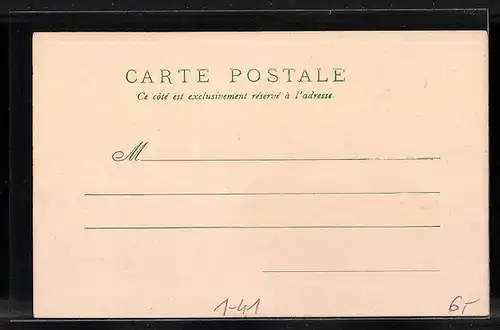 CARTE POSTALE
Ce côté est exclusivement réservé à l'adresse.
M
1-41 6,-